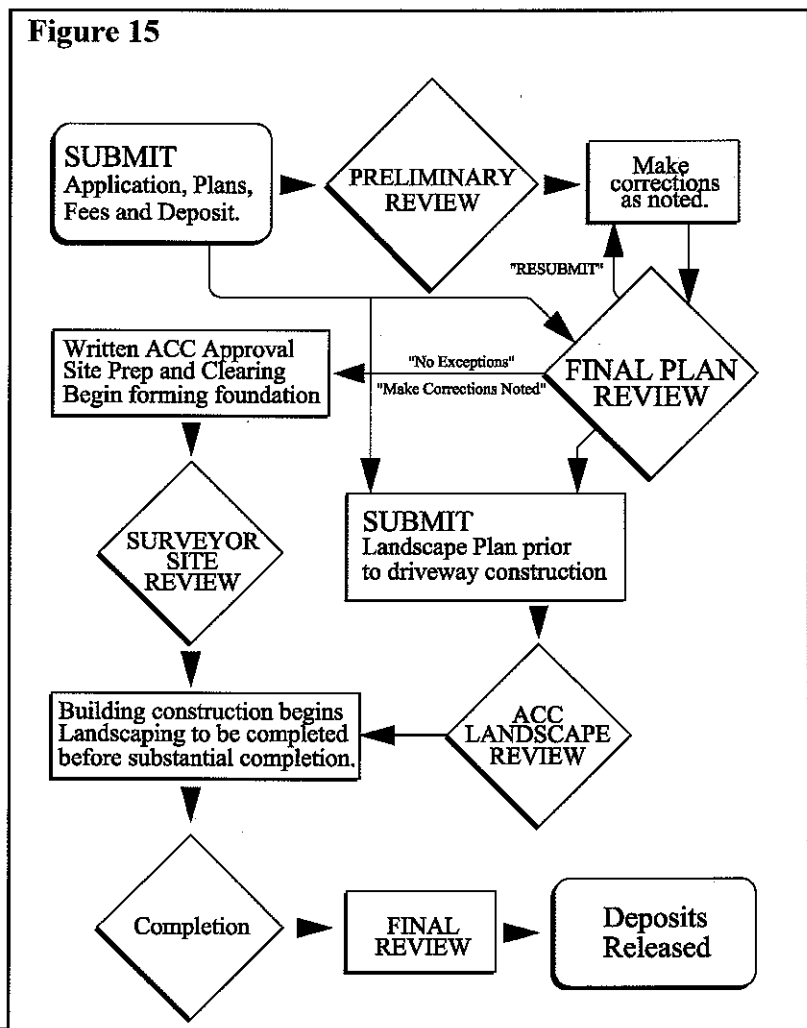 Figure 15
SUBMIT
Application, Plans,
Fees and Deposit.
PRELIMINARY
REVIEW
Make
corrections
as noted.
"RESUBMIT"
Written ACC Approval
Site Prep and Clearing
Begin forming foundation
"No Exceptions"
"Make Corrections Noted"
FINAL PLAN
REVIEW
SURVEYOR
SITE
REVIEW
SUBMIT
Landscape Plan prior
to driveway construction
Building construction begins
Landscaping to be completed
before substantial completion.
ACC
LANDSCAPE
REVIEW
Completion
FINAL
REVIEW
Deposits
Released